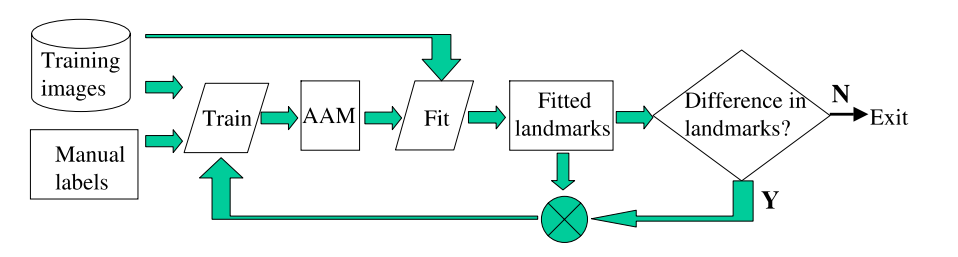 Training
images
Manual
labels
Train
AAM
Fit
Fitted
landmarks
Difference in
landmarks?
N
Exit
Y